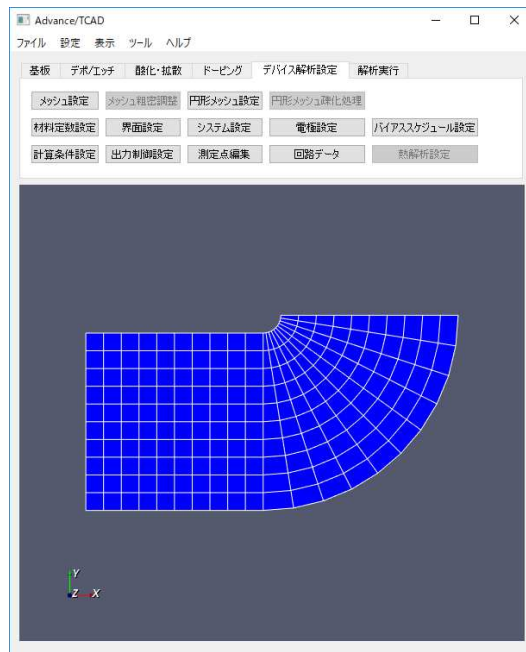 Advance/TCAD
ファイル 設定 表示 ツール ヘルプ
基板 デポ/エッチ 酸化・拡散 ドーピング デバイス解析設定 解析実行
メッシュ設定 メッシュ粗密調整 円形メッシュ設定 円形メッシュ疎化処理
材料定数設定 界面設定 システム設定 電極設定 バイアススケジュール設定
計算条件設定 出力制御設定 測定点編集 回路データ 熱解析設定
Y
Z X